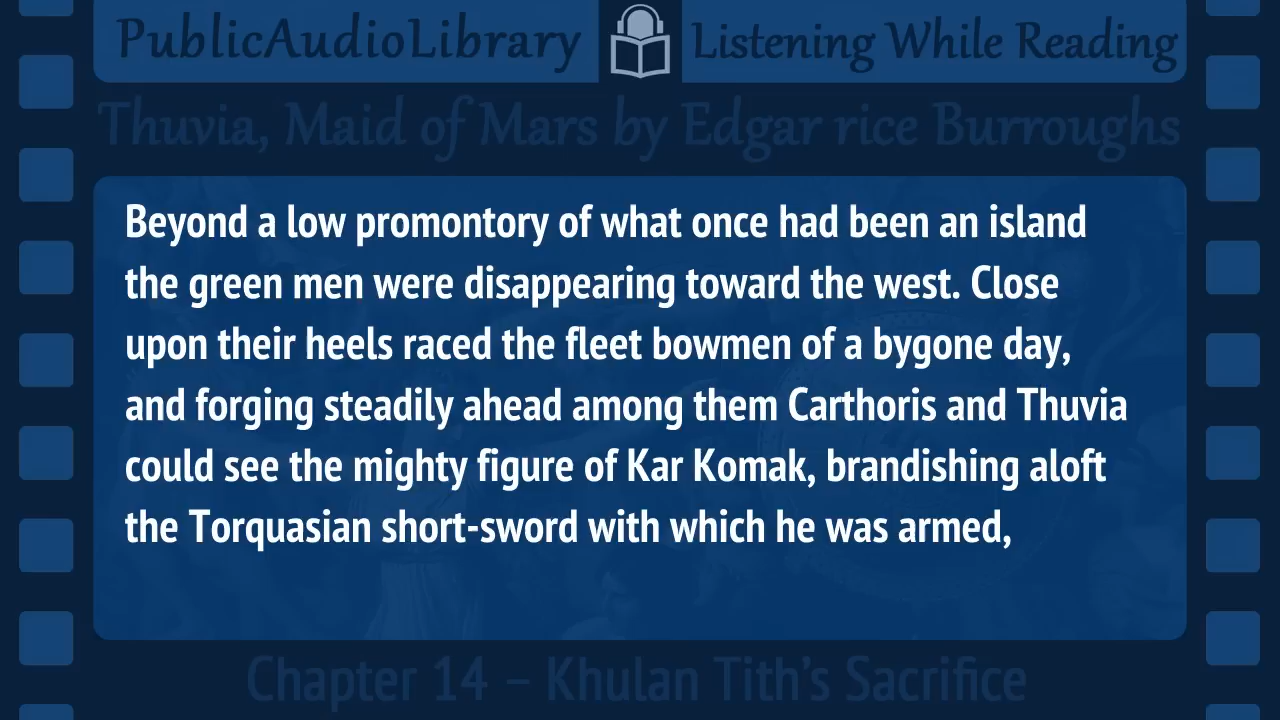 PublicAudioLibrary Listening While Reading
Thuvia, Maid of Mars by Edgar rice Burroughs
Beyond a low promontory of what once had been an island
the green men were disappearing toward the west. Close
upon their heels raced the fleet bowmen of a bygone day,
and forging steadily ahead among them Carthoris and Thuvia
could see the mighty figure of Kar Komak, brandishing aloft
the Torquasian short-sword with which he was armed,
Chapter 14 – Khulan Tith’s Sacrifice